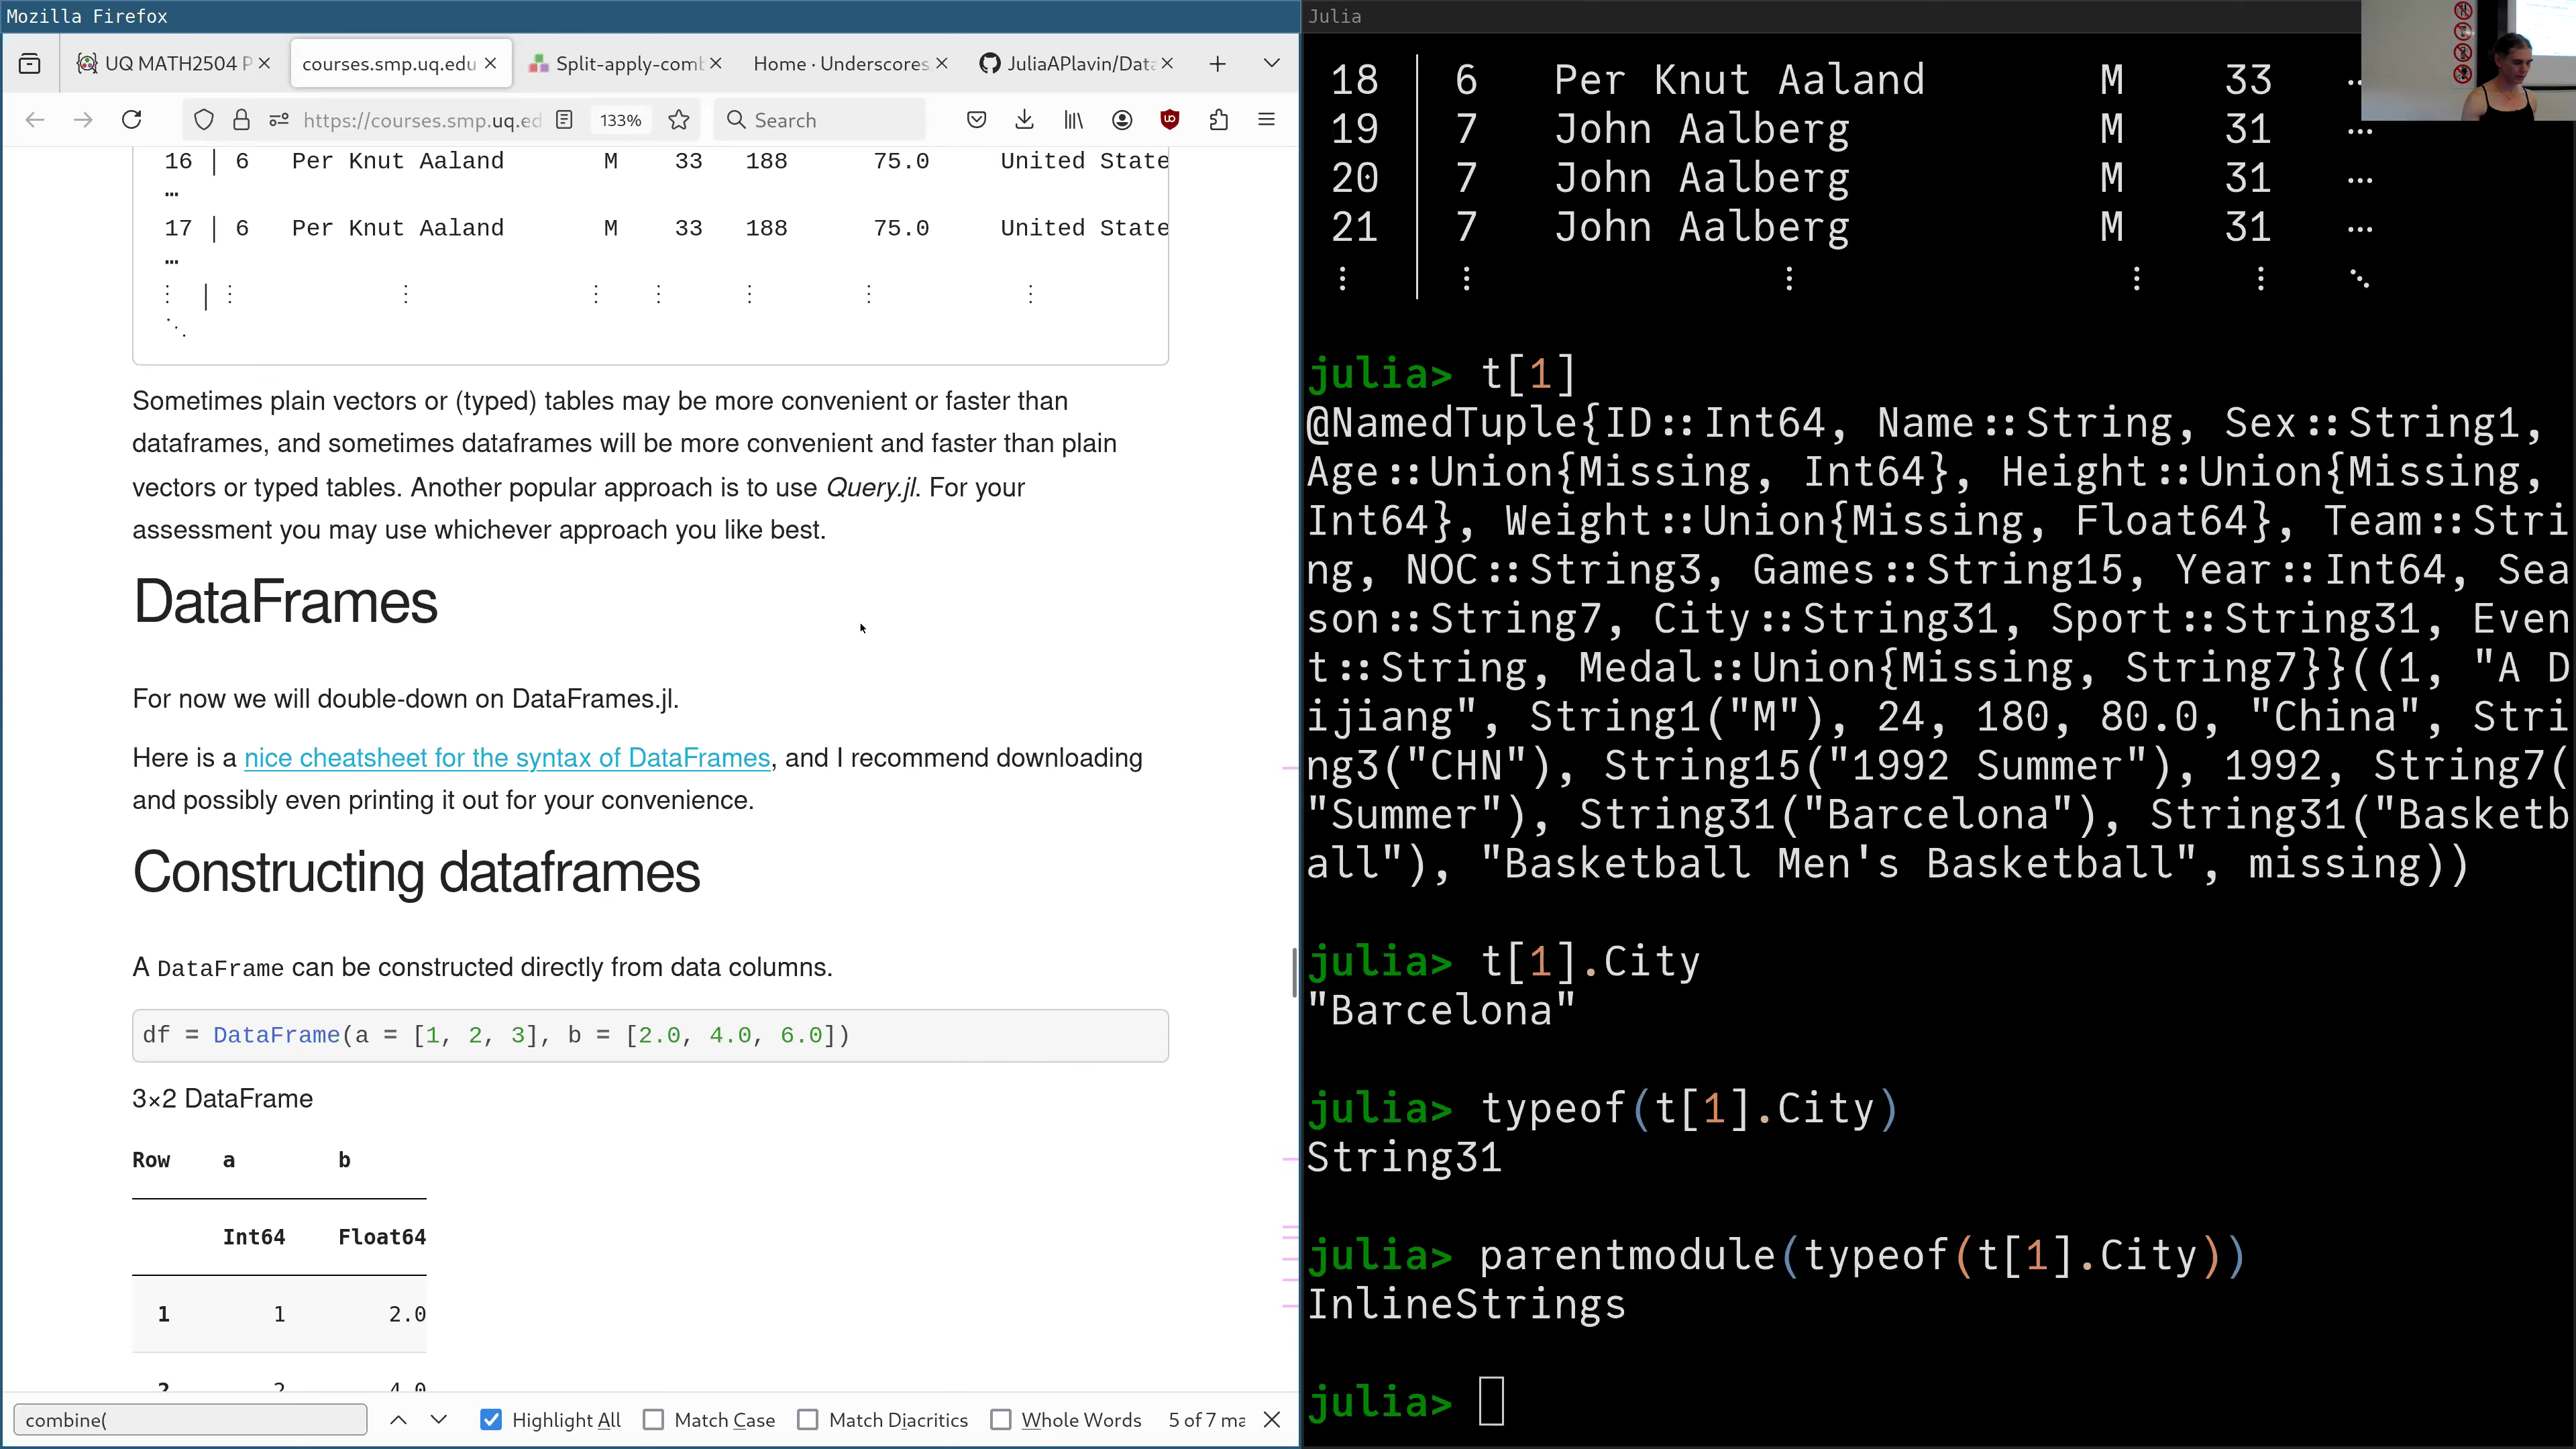 Mozilla Firefox
UQ MATH2504 P
courses.smp.uq.edu
Split-apply-comb
Home · Underscores.
JuliaAPlavin/Data
https://courses.smp.uq.ed
133%
Search
16 | 6 Per Knut Aaland M 33 188 75.0 United State
…
17 | 6 Per Knut Aaland M 33 188 75.0 United State
…
⋮ | ⋮ ⋮ ⋮ ⋮ ⋮ ⋮ ⋮
⋱
Sometimes plain vectors or (typed) tables may be more convenient or faster than
dataframes, and sometimes dataframes will be more convenient and faster than plain
vectors or typed tables. Another popular approach is to use Query.jl. For your
assessment you may use whichever approach you like best.
DataFrames
For now we will double-down on DataFrames.jl.
Here is a nice cheatsheet for the syntax of DataFrames, and I recommend downloading
and possibly even printing it out for your convenience.
Constructing dataframes
A DataFrame can be constructed directly from data columns.
df = DataFrame(a = [1, 2, 3], b = [2.0, 4.0, 6.0])
3×2 DataFrame
Row a b
Int64 Float64
1 1 2.0
2 2 4.0
combine(
Highlight All
Match Case
Match Diacritics
Whole Words
5 of 7 ma
Julia
18 │ 6 Per Knut Aaland M 33 …
19 │ 7 John Aalberg M 31 …
20 │ 7 John Aalberg M 31 …
21 │ 7 John Aalberg M 31 …
⋮ │ ⋮ ⋮ ⋮ ⋮ ⋱
julia> t[1]
@NamedTuple{ID::Int64, Name::String, Sex::String1,
Age::Union{Missing, Int64}, Height::Union{Missing,
Int64}, Weight::Union{Missing, Float64}, Team::Stri
ng, NOC::String3, Games::String15, Year::Int64, Sea
son::String7, City::String31, Sport::String31, Even
t::String, Medal::Union{Missing, String7}}((1, "A D
ijiang", String1("M"), 24, 180, 80.0, "China", Stri
ng3("CHN"), String15("1992 Summer"), 1992, String7(
"Summer"), String31("Barcelona"), String31("Basketb
all"), "Basketball Men's Basketball", missing))
julia> t[1].City
"Barcelona"
julia> typeof(t[1].City)
String31
julia> parentmodule(typeof(t[1].City))
InlineStrings
julia>